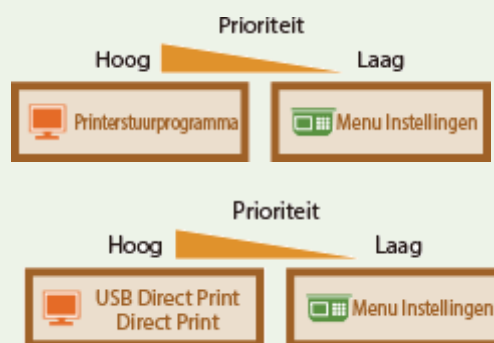 Prioriteit
Hoog Laag
Printerstuurprogramma Menu Instellingen
Prioriteit
Hoog Laag
USB Direct Print
Direct Print
Menu Instellingen